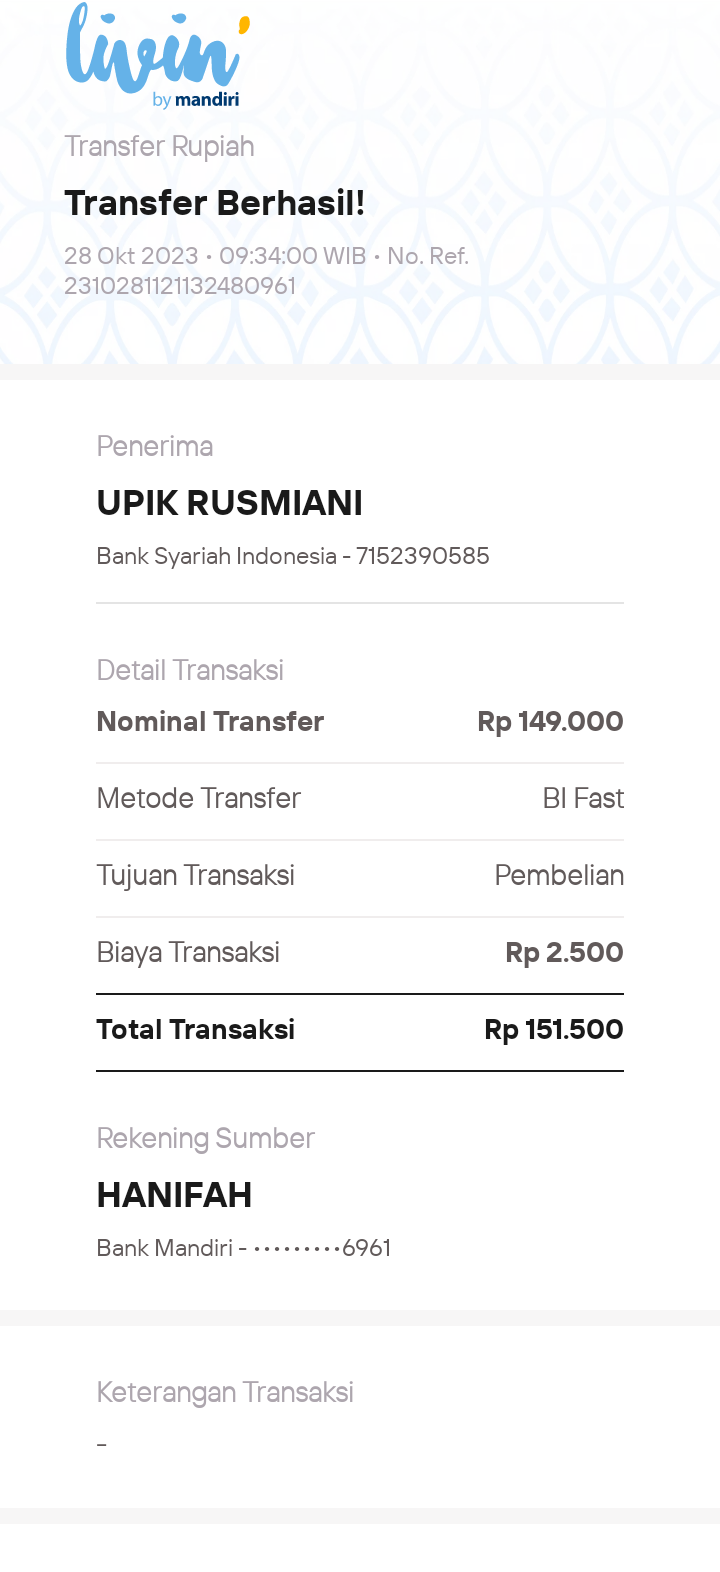 livin'
by mandiri
Transfer Rupiah
Transfer Berhasil!
28 Okt 2023 • 09:34:00 WIB • No. Ref.
2310281121132480961
Penerima
UPIK RUSMIANI
Bank Syariah Indonesia - 7152390585
Detail Transaksi
Nominal Transfer Rp 149.000
Metode Transfer BI Fast
Tujuan Transaksi Pembelian
Biaya Transaksi Rp 2.500
Total Transaksi Rp 151.500
Rekening Sumber
HANIFAH
Bank Mandiri - •••••••••6961
Keterangan Transaksi
-